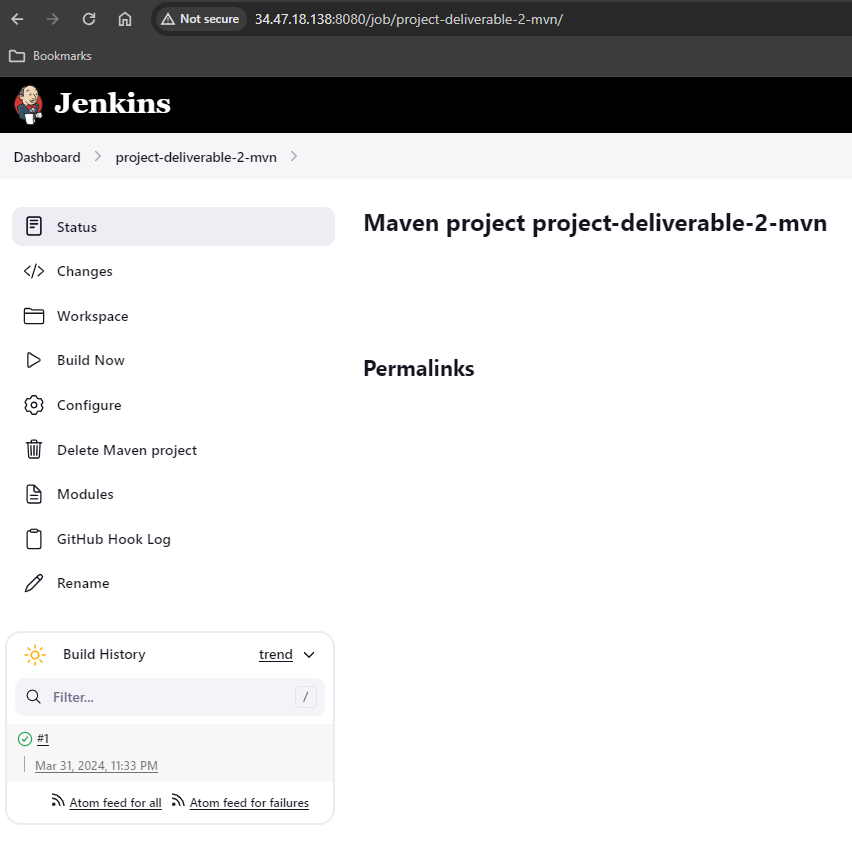 Not secure 34.47.18.138:8080/job/project-deliverable-2-mvn/
Bookmarks
Jenkins
Dashboard project-deliverable-2-mvn
Status
Changes
Workspace
Build Now
Configure
Delete Maven project
Modules
GitHub Hook Log
Rename
Maven project project-deliverable-2-mvn
Permalinks
Build History trend
Filter... /
#1
Mar 31, 2024, 11:33 PM
Atom feed for all Atom feed for failures